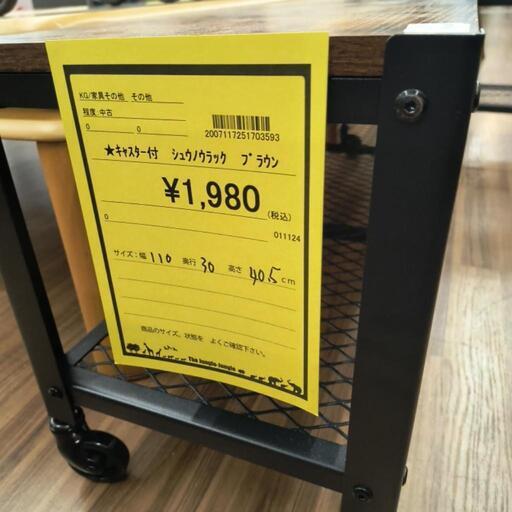 KG/家具その他 その他
程度:中古
0 0
2007117251703593
★キャスター付 シュウノウラック ブラウン
¥1,980
(税込)
0 011124
サイズ:幅 110 奥行 30 高さ 40.5 cm
商品のサイズ、状態を よくご確認下さい。
The Jungle-Jungle